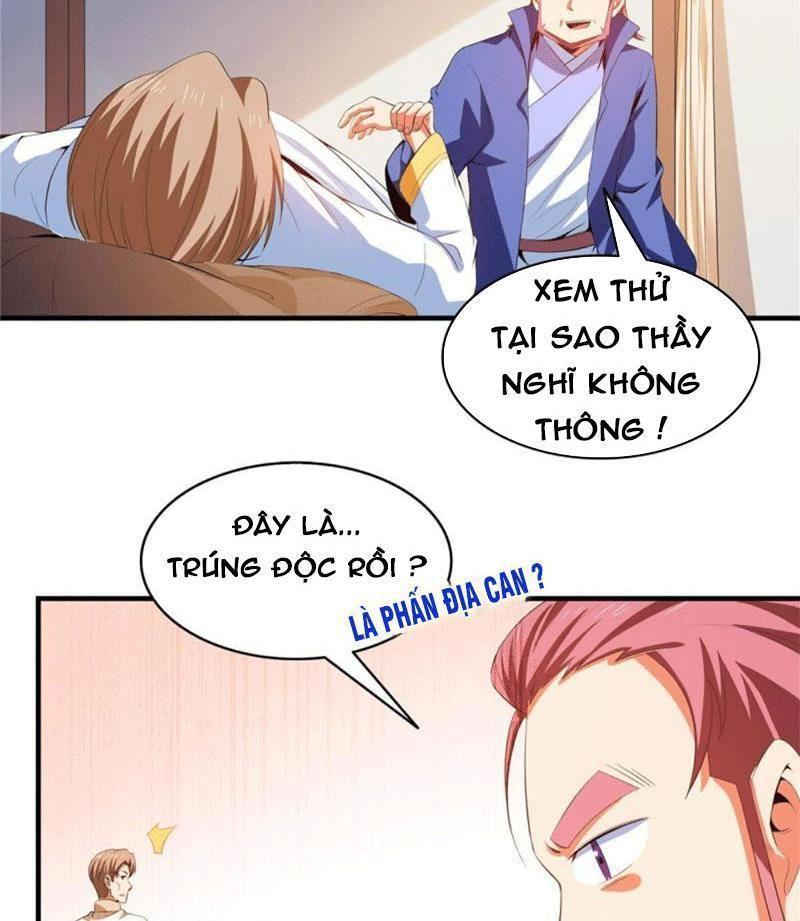 XEM THỬ
TẠI SAO THẦY
NGHĨ KHÔNG
THÔNG !
ĐÂY LÀ...
TRÚNG ĐỘC RỒI ?
LÀ PHẤN ĐỊA CAN ?